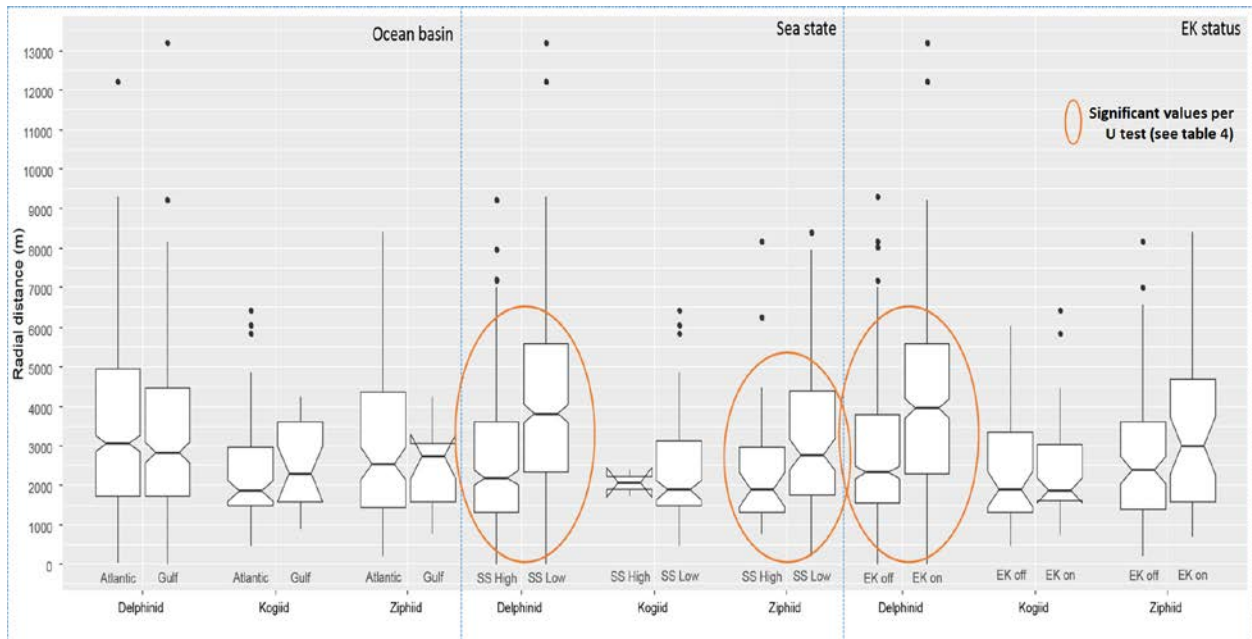 Ocean basin
Sea state
EK status
Significant values per
U test (see table 4)
Radial distance (m)
13000
12000
11000
10000
9000
8000
7000
6000
5000
4000
3000
2000
1000
0
Atlantic Gulf Atlantic Gulf Atlantic Gulf SS High SS Low SS High SS Low SS High SS Low EK off EK on EK off EK on EK off EK on
Delphinid Kogiid Ziphid Delphinid Kogiid Ziphid Delphinid Kogiid Ziphid